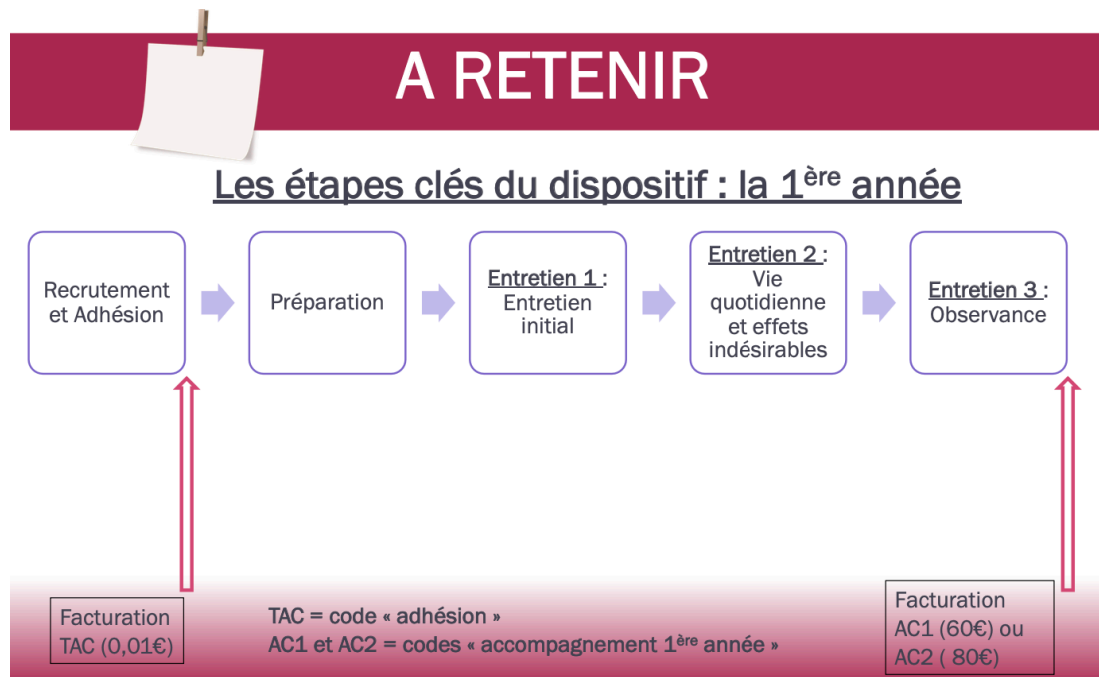 A RETENIR
Les étapes clés du dispositif : la 1ère année
Recrutement
et Adhésion
Préparation
Entretien 1 :
Entretien
initial
Entretien 2 :
Vie
quotidienne
et effets
indésirables
Entretien 3 :
Observance
Facturation
TAC (0,01€)
TAC = code « adhésion »
AC1 et AC2 = codes « accompagnement 1ère année »
Facturation
AC1 (60€) ou
AC2 ( 80€)